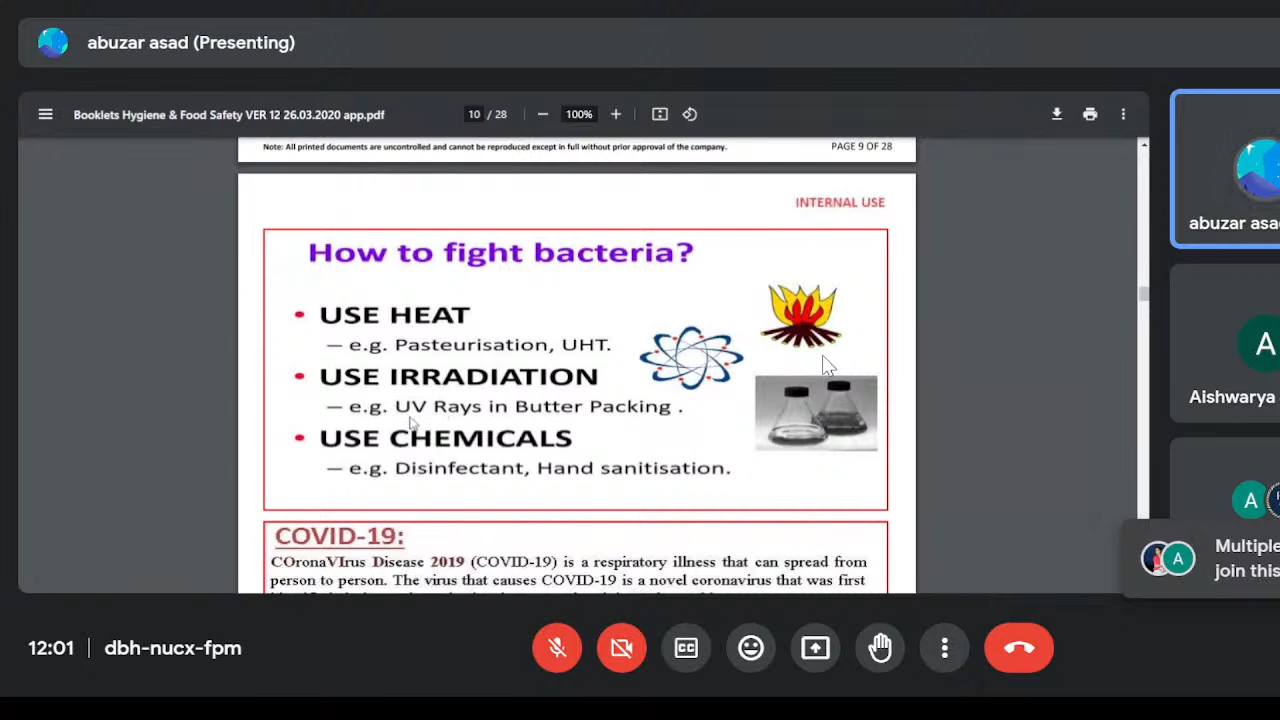 abuzar asad (Presenting)
Booklets Hygiene & Food Safety VER 12 26.03.2020 app.pdf
10 / 28
100%
Note: All printed documents are uncontrolled and cannot be reproduced except in full without prior approval of the company.
PAGE 9 OF 28
INTERNAL USE
How to fight bacteria?
• USE HEAT
– e.g. Pasteurisation, UHT.
• USE IRRADIATION
– e.g. UV Rays in Butter Packing .
• USE CHEMICALS
– e.g. Disinfectant, Hand sanitisation.
COVID-19:
COronaVIrus Disease 2019 (COVID-19) is a respiratory illness that can spread from
person to person. The virus that causes COVID-19 is a novel coronavirus that was first
abuzar asa
A
Aishwarya
A
A
Multiple
join this
12:01
dbh-nucx-fpm
CC